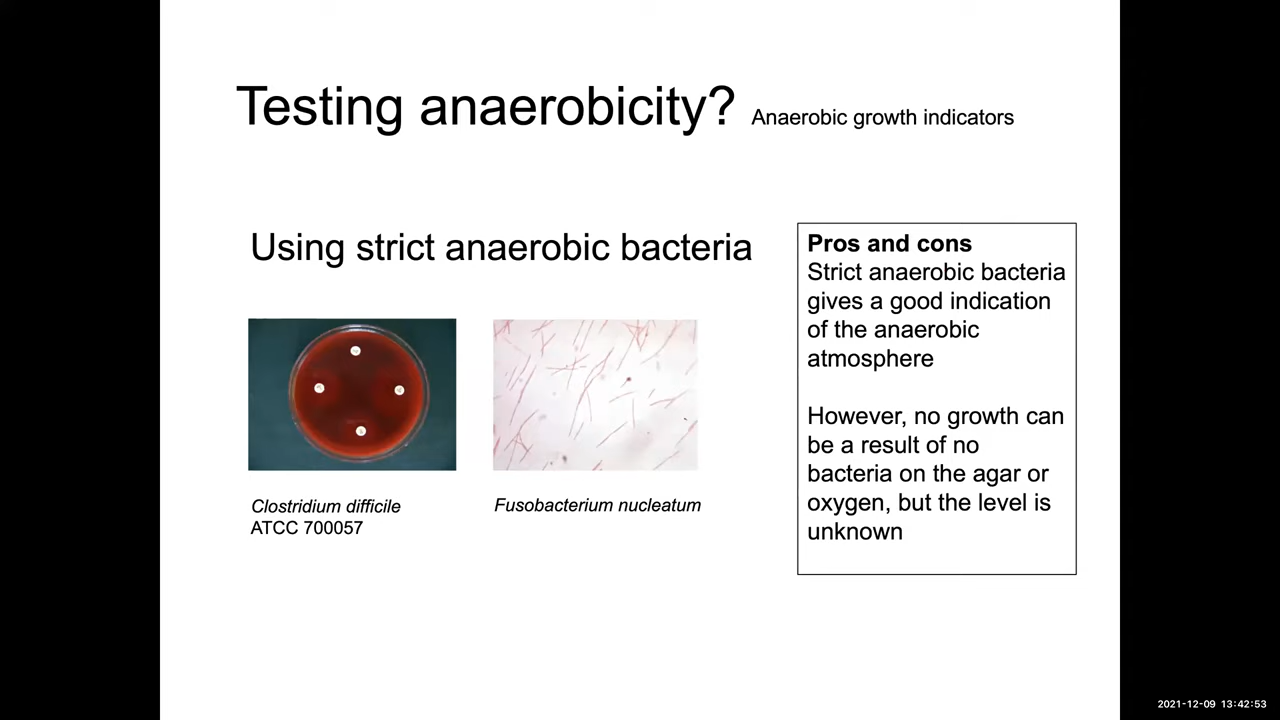 Testing anaerobicity? Anaerobic growth indicators
Using strict anaerobic bacteria
Clostridium difficile
ATCC 700057
Fusobacterium nucleatum
Pros and cons
Strict anaerobic bacteria
gives a good indication
of the anaerobic
atmosphere
However, no growth can
be a result of no
bacteria on the agar or
oxygen, but the level is
unknown
2021-12-09 13:42:53